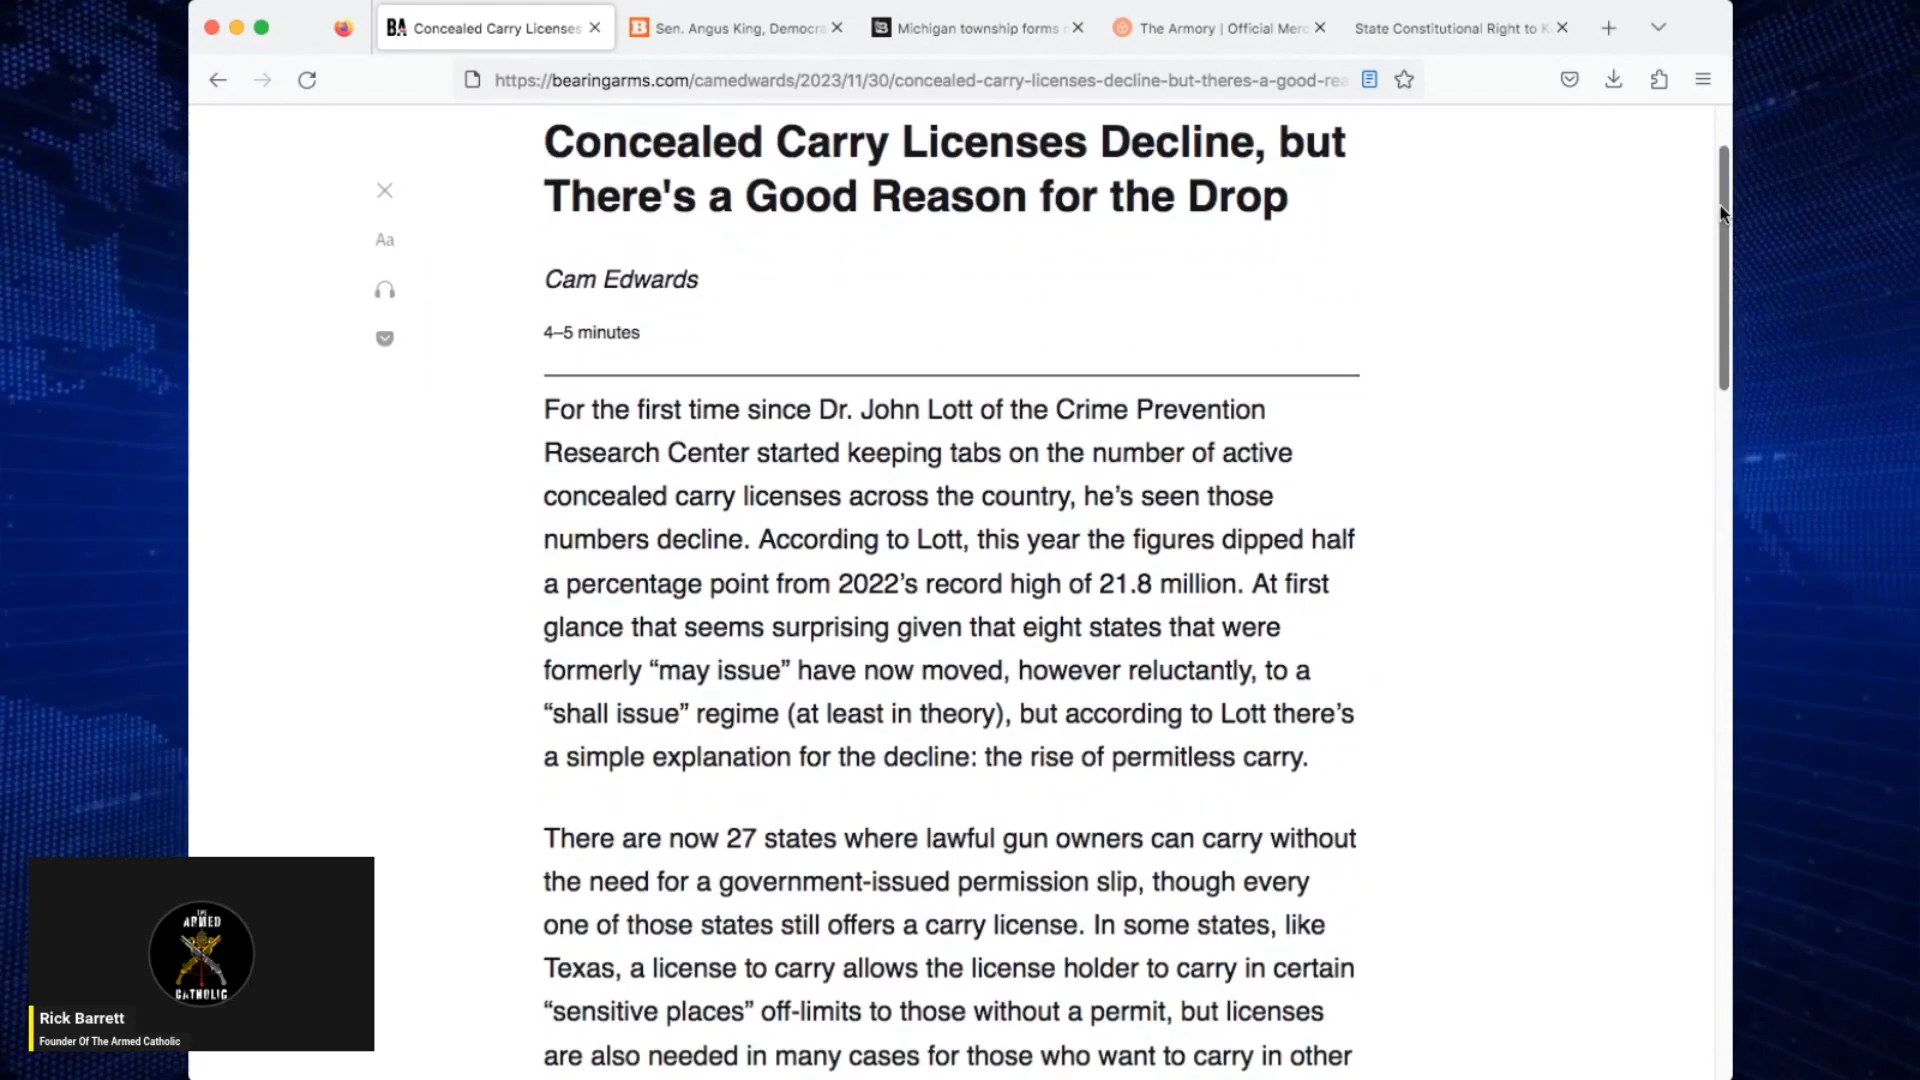 BA Concealed Carry Licenses
B Sen. Angus King, Democra
Michigan township forms
The Armory | Official Merc
State Constitutional Right to K
https://bearingarms.com/camedwards/2023/11/30/concealed-carry-licenses-decline-but-theres-a-good-rea
Concealed Carry Licenses Decline, but
There's a Good Reason for the Drop
Aa
Cam Edwards
4–5 minutes
For the first time since Dr. John Lott of the Crime Prevention
Research Center started keeping tabs on the number of active
concealed carry licenses across the country, he’s seen those
numbers decline. According to Lott, this year the figures dipped half
a percentage point from 2022’s record high of 21.8 million. At first
glance that seems surprising given that eight states that were
formerly “may issue” have now moved, however reluctantly, to a
“shall issue” regime (at least in theory), but according to Lott there’s
a simple explanation for the decline: the rise of permitless carry.
There are now 27 states where lawful gun owners can carry without
the need for a government-issued permission slip, though every
one of those states still offers a carry license. In some states, like
Texas, a license to carry allows the license holder to carry in certain
“sensitive places” off-limits to those without a permit, but licenses
are also needed in many cases for those who want to carry in other
THE
ARMED
CATHOLIC
Rick Barrett
Founder Of The Armed Catholic